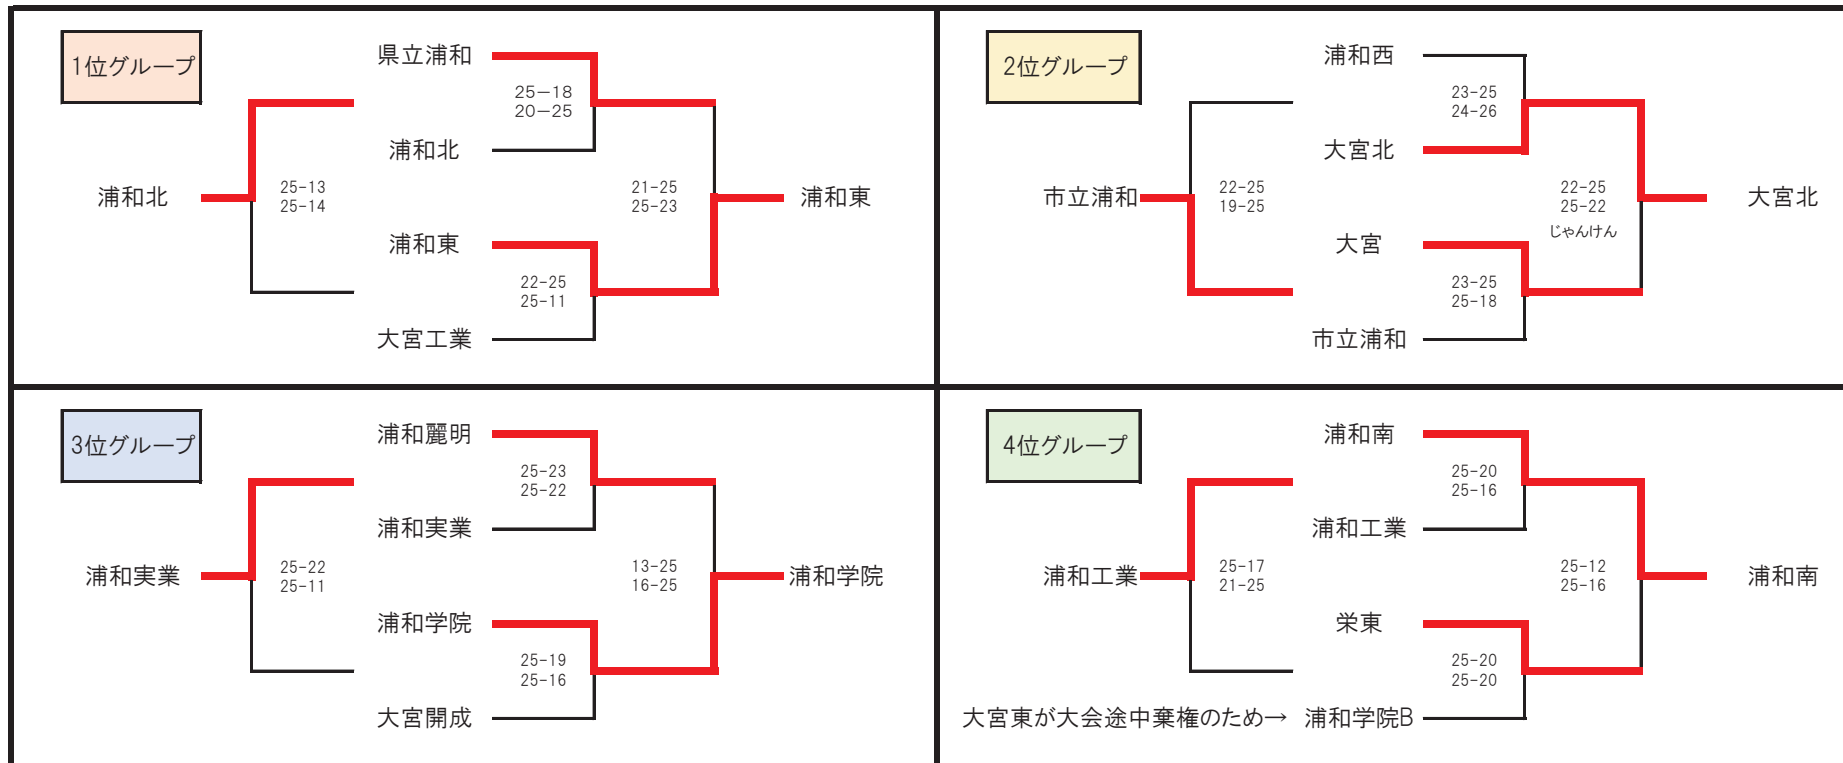 1位グループ
県立浦和
25－18
20－25
浦和北
浦和北
25-13
25-14
21-25
25-23
浦和東
浦和東
22-25
25-11
大宮工業
2位グループ
浦和西
23-25
24-26
大宮北
市立浦和
22-25
19-25
22-25
25-22
じゃんけん
大宮北
大宮
23-25
25-18
市立浦和
3位グループ
浦和麗明
25-23
25-22
浦和実業
浦和実業
25-22
25-11
13-25
16-25
浦和学院
浦和学院
25-19
25-16
大宮開成
4位グループ
浦和南
25-20
25-16
浦和工業
浦和工業
25-17
21-25
25-12
25-16
浦和南
栄東
25-20
25-20
大宮東が大会途中棄権のため→ 浦和学院B